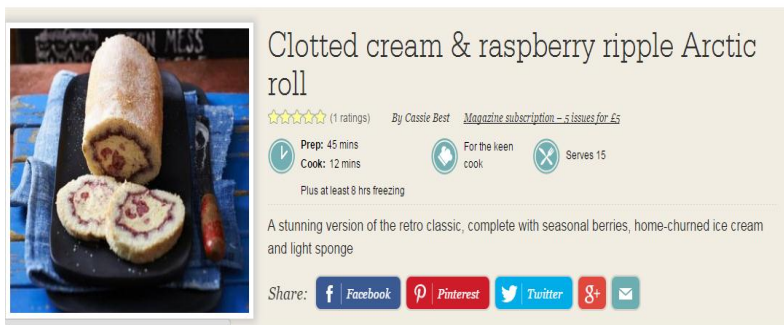 TON MESS
Clotted cream & raspberry ripple Arctic
roll
(1 ratings) By Cassie Best Magazine subscription – 5 issues for £5
Prep: 45 mins
Cook: 12 mins
Plus at least 8 hrs freezing
For the keen
cook
Serves 15
A stunning version of the retro classic, complete with seasonal berries, home-churned ice cream
and light sponge
Share: f Facebook Pinterest Twitter g+